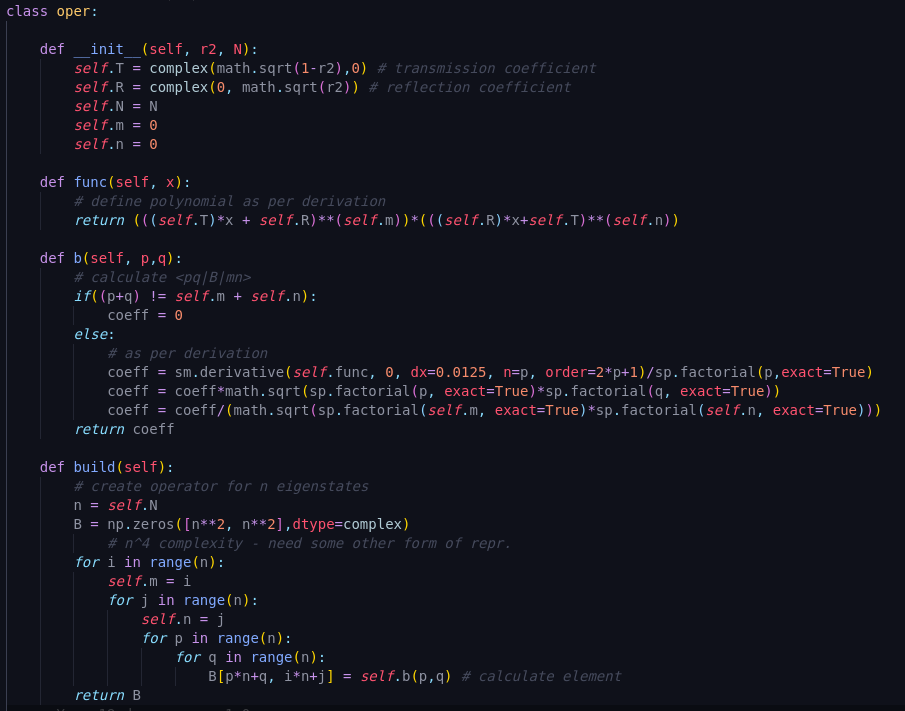 class oper:
    def __init__(self, r2, N):
        self.T = complex(math.sqrt(1-r2),0) # transmission coefficient
        self.R = complex(0, math.sqrt(r2)) # reflection coefficient
        self.N = N
        self.m = 0
        self.n = 0
    def func(self, x):
        # define polynomial as per derivation
        return (((self.T)*x + self.R)**(self.m))*(((self.R)*x+self.T)**(self.n))
    def b(self, p,q):
        # calculate <pq|B|mn>
        if((p+q) != self.m + self.n):
            coeff = 0
        else:
            # as per derivation
            coeff = sm.derivative(self.func, 0, dx=0.0125, n=p, order=2*p+1)/sp.factorial(p,exact=True)
            coeff = coeff*math.sqrt(sp.factorial(p, exact=True)*sp.factorial(q, exact=True))
            coeff = coeff/(math.sqrt(sp.factorial(self.m, exact=True)*sp.factorial(self.n, exact=True)))
        return coeff
    def build(self):
        # create operator for n eigenstates
        n = self.N
        B = np.zeros([n**2, n**2],dtype=complex)
            # n^4 complexity - need some other form of repr.
        for i in range(n):
            self.m = i
            for j in range(n):
                self.n = j
                for p in range(n):
                    for q in range(n):
                        B[p*n+q, i*n+j] = self.b(p,q) # calculate element
        return B